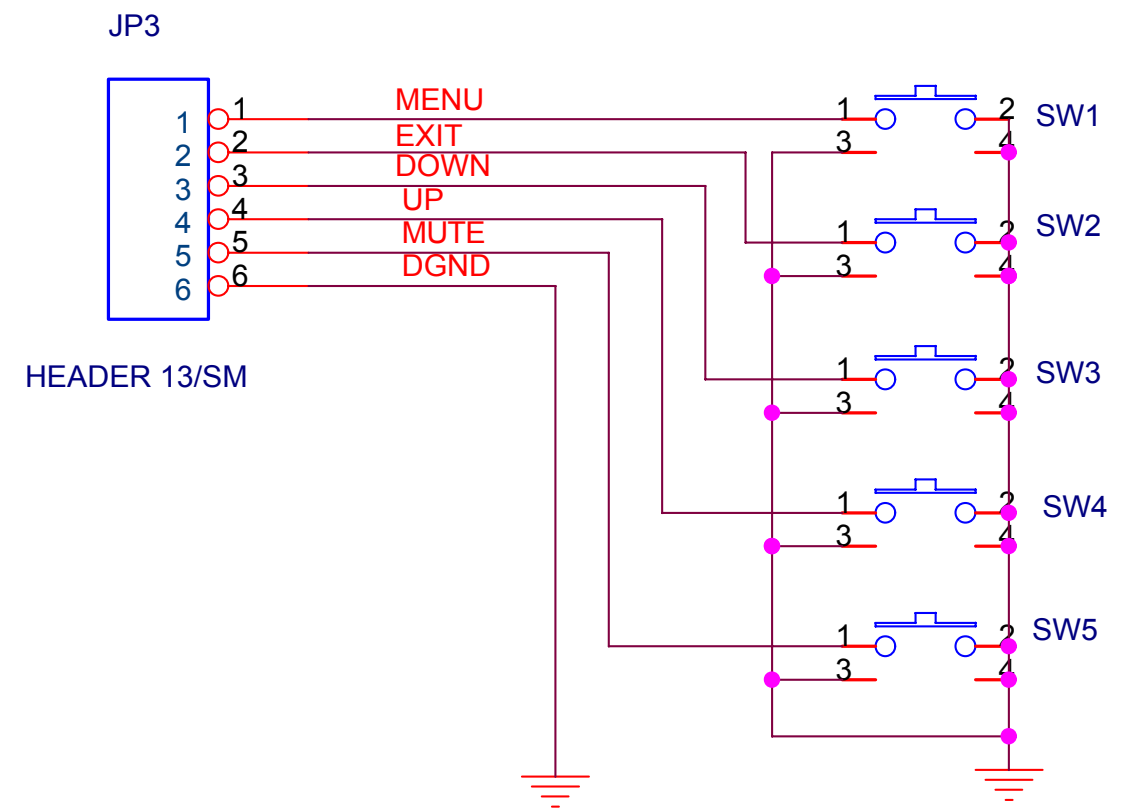 JP3
1 1 MENU
2 2 EXIT
3 3 DOWN
4 4 UP
5 5 MUTE
6 6 DGND
HEADER 13/SM
1 2 SW1
3 4
1 2 SW2
3 4
1 2 SW3
3 4
1 2 SW4
3 4
1 2 SW5
3 4